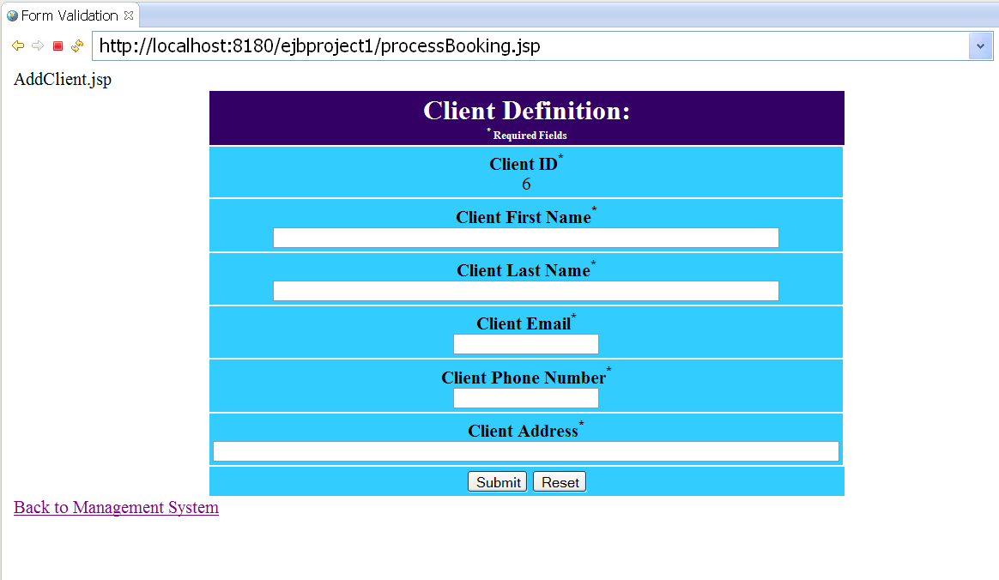 Form Validation
http://localhost:8180/ejbproject1/processBooking.jsp
AddClient.jsp
Client Definition:
* Required Fields
Client ID*
6
Client First Name*
Client Last Name*
Client Email*
Client Phone Number*
Client Address*
Submit Reset
Back to Management System